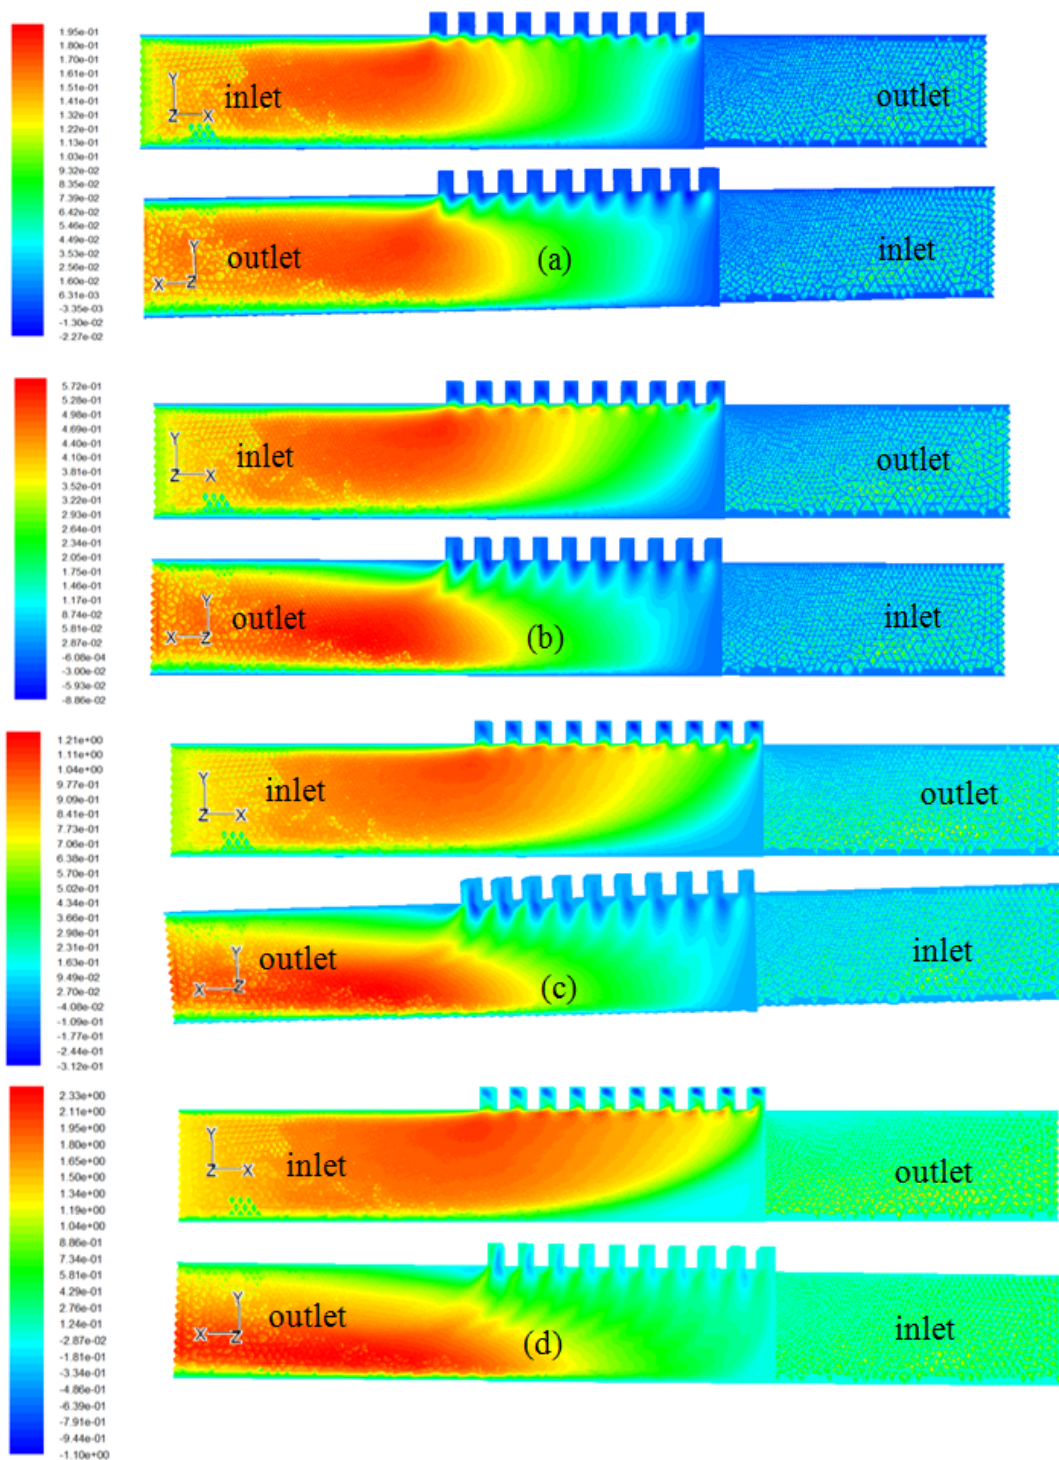 1.95e-01
1.80e-01
1.70e-01
1.61e-01
1.51e-01
1.41e-01
1.32e-01
1.22e-01
1.13e-01
1.03e-01
9.32e-02
8.35e-02
7.39e-02
6.42e-02
5.46e-02
4.49e-02
3.53e-02
2.56e-02
1.60e-02
6.31e-03
-3.35e-03
-1.30e-02
-2.27e-02
Y
Z X
inlet
outlet
Y
X Z
outlet
(a)
inlet
5.72e-01
5.28e-01
4.98e-01
4.69e-01
4.40e-01
4.10e-01
3.81e-01
3.52e-01
3.22e-01
2.93e-01
2.64e-01
2.34e-01
2.05e-01
1.75e-01
1.46e-01
1.17e-01
8.74e-02
5.81e-02
2.87e-02
-6.08e-04
-3.00e-02
-5.93e-02
-8.86e-02
Y
Z X
inlet
outlet
Y
X Z
outlet
(b)
inlet
1.21e+00
1.11e+00
1.04e+00
9.77e-01
9.09e-01
8.41e-01
7.73e-01
7.06e-01
6.38e-01
5.70e-01
5.02e-01
4.34e-01
3.66e-01
2.98e-01
2.31e-01
1.63e-01
9.49e-02
2.70e-02
-4.08e-02
-1.09e-01
-1.77e-01
-2.44e-01
-3.12e-01
Y
Z X
inlet
outlet
Y
X Z
outlet
(c)
inlet
2.33e+00
2.11e+00
1.95e+00
1.80e+00
1.65e+00
1.50e+00
1.34e+00
1.19e+00
1.04e+00
8.86e-01
7.34e-01
5.81e-01
4.29e-01
2.76e-01
1.24e-01
-2.87e-02
-1.81e-01
-3.34e-01
-4.86e-01
-6.39e-01
-7.91e-01
-9.44e-01
-1.10e+00
Y
Z X
inlet
outlet
Y
X Z
outlet
(d)
inlet